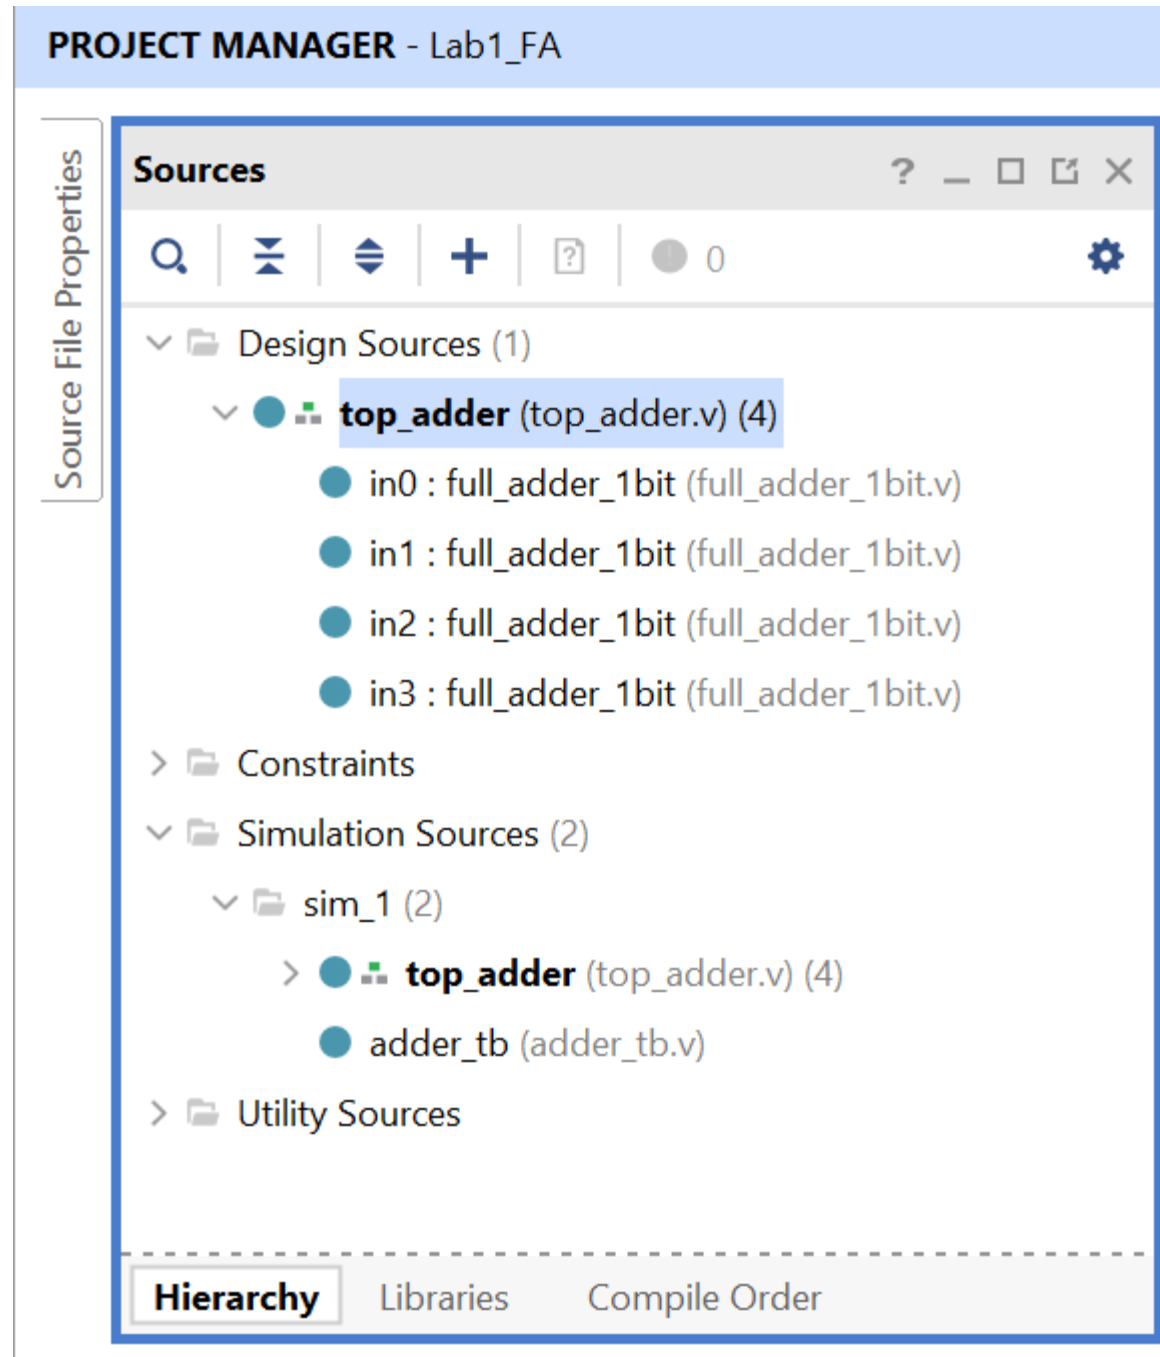 PROJECT MANAGER - Lab1_FA
Source File Properties
Sources
?
0
Design Sources (1)
top_adder (top_adder.v) (4)
in0 : full_adder_1bit (full_adder_1bit.v)
in1 : full_adder_1bit (full_adder_1bit.v)
in2 : full_adder_1bit (full_adder_1bit.v)
in3 : full_adder_1bit (full_adder_1bit.v)
Constraints
Simulation Sources (2)
sim_1 (2)
top_adder (top_adder.v) (4)
adder_tb (adder_tb.v)
Utility Sources
Hierarchy Libraries Compile Order